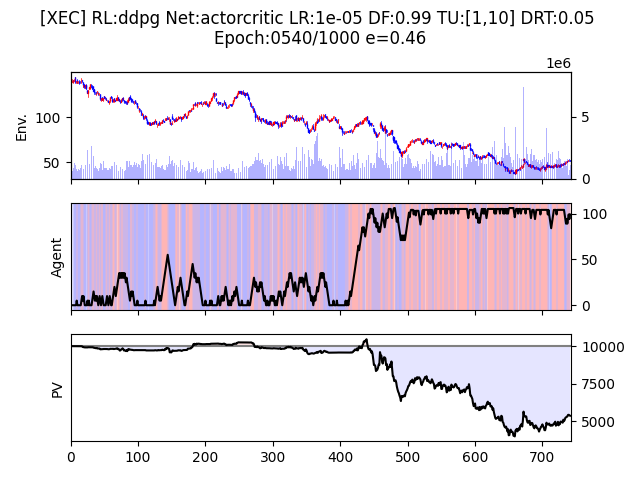 [XEC] RL:ddpg Net:actorcritic LR:1e-05 DF:0.99 TU:[1,10] DRT:0.05
Epoch:0540/1000 e=0.46
1e6
Env.
100
50
5
0
Agent
100
50
0
PV
10000
7500
5000
0 100 200 300 400 500 600 700